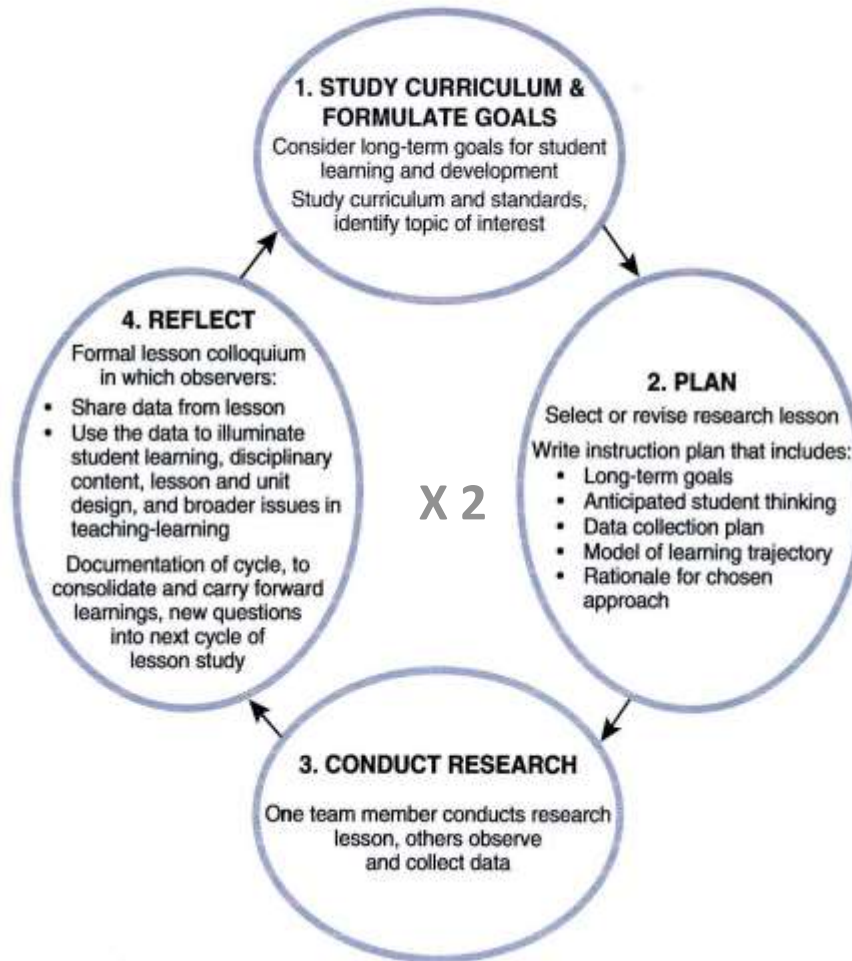 1. STUDY CURRICULUM &
FORMULATE GOALS
Consider long-term goals for student
learning and development
Study curriculum and standards,
identify topic of interest
2. PLAN
Select or revise research lesson
Write instruction plan that includes:
• Long-term goals
• Anticipated student thinking
• Data collection plan
• Model of learning trajectory
• Rationale for chosen
approach
3. CONDUCT RESEARCH
One team member conducts research
lesson, others observe
and collect data
4. REFLECT
Formal lesson colloquium
in which observers:
• Share data from lesson
• Use the data to illuminate
student learning, disciplinary
content, lesson and unit
design, and broader issues in
teaching-learning
Documentation of cycle, to
consolidate and carry forward
learnings, new questions
into next cycle of
lesson study
X 2